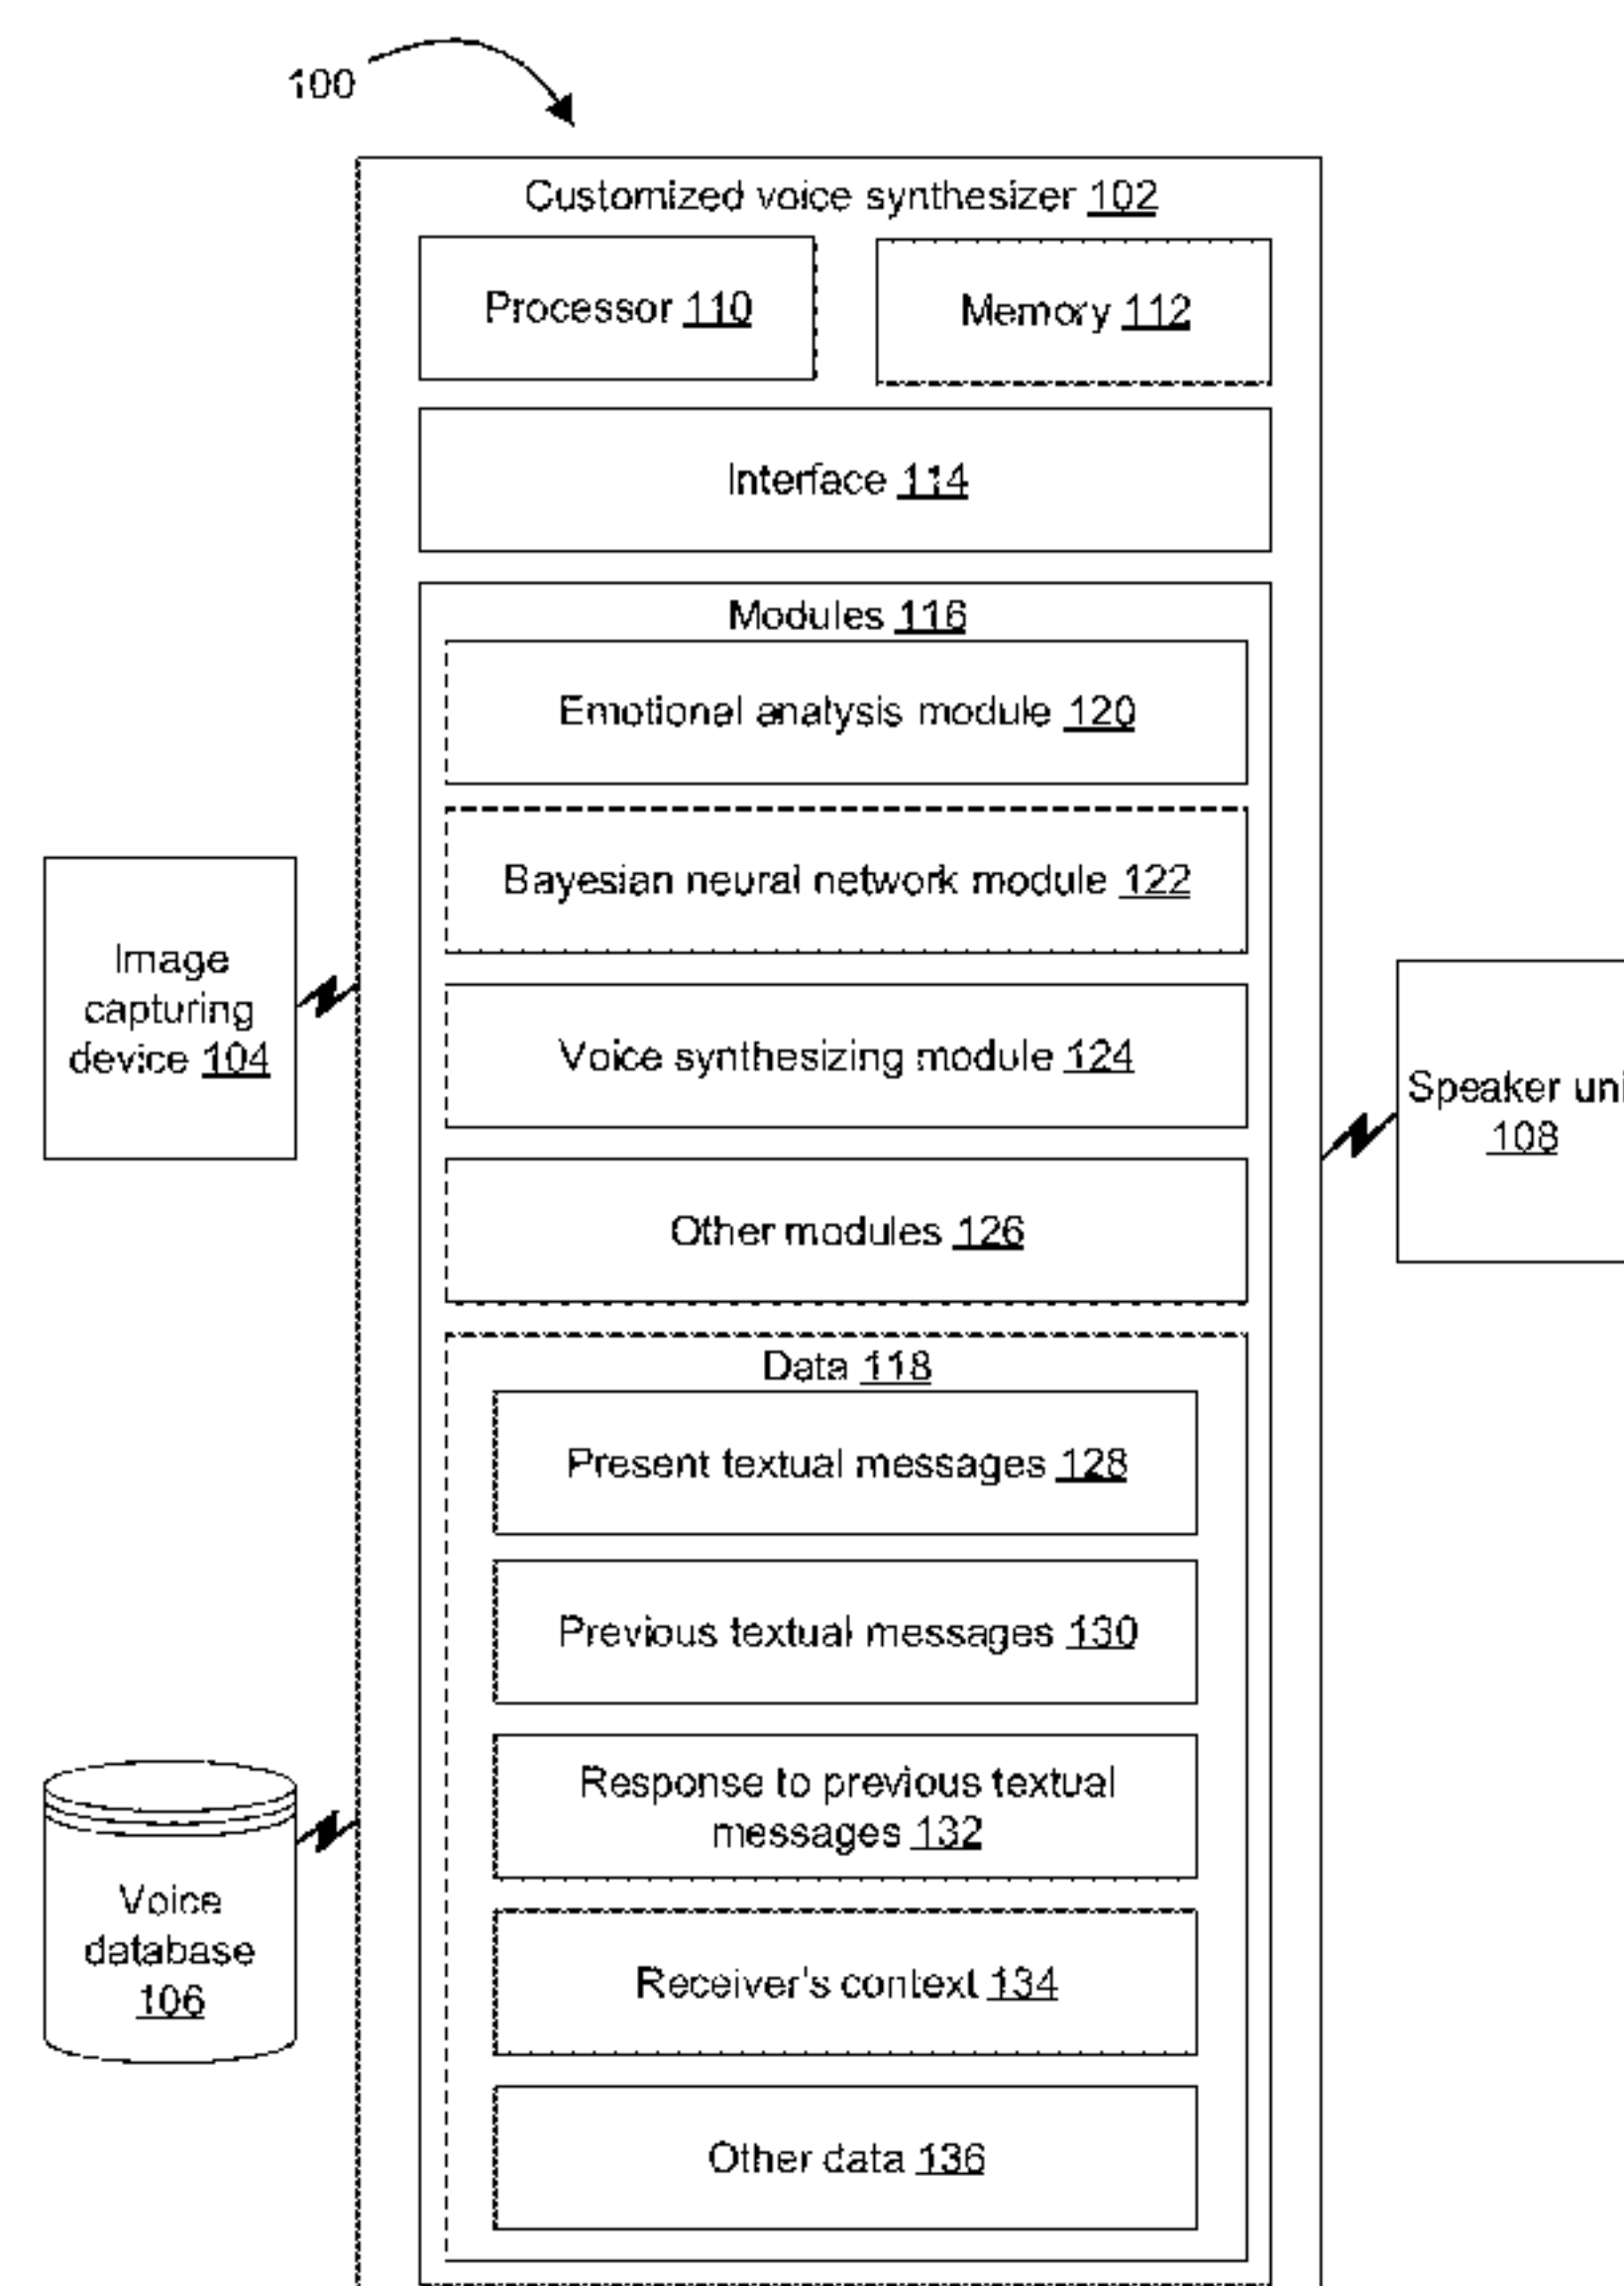 100
Customized voice synthesizer 102
Processor 110
Memory 112
Interface 114
Modules 116
Emotional analysis module 120
Bayesian neural network module 122
Image
capturing
device 104
Voice synthesizing module 124
Speaker uni
108
Other modules 126
Data 118
Present textual messages 128
Previous textual messages 130
Response to previous textual
messages 132
Voice
database
106
Receiver's context 134
Other data 136